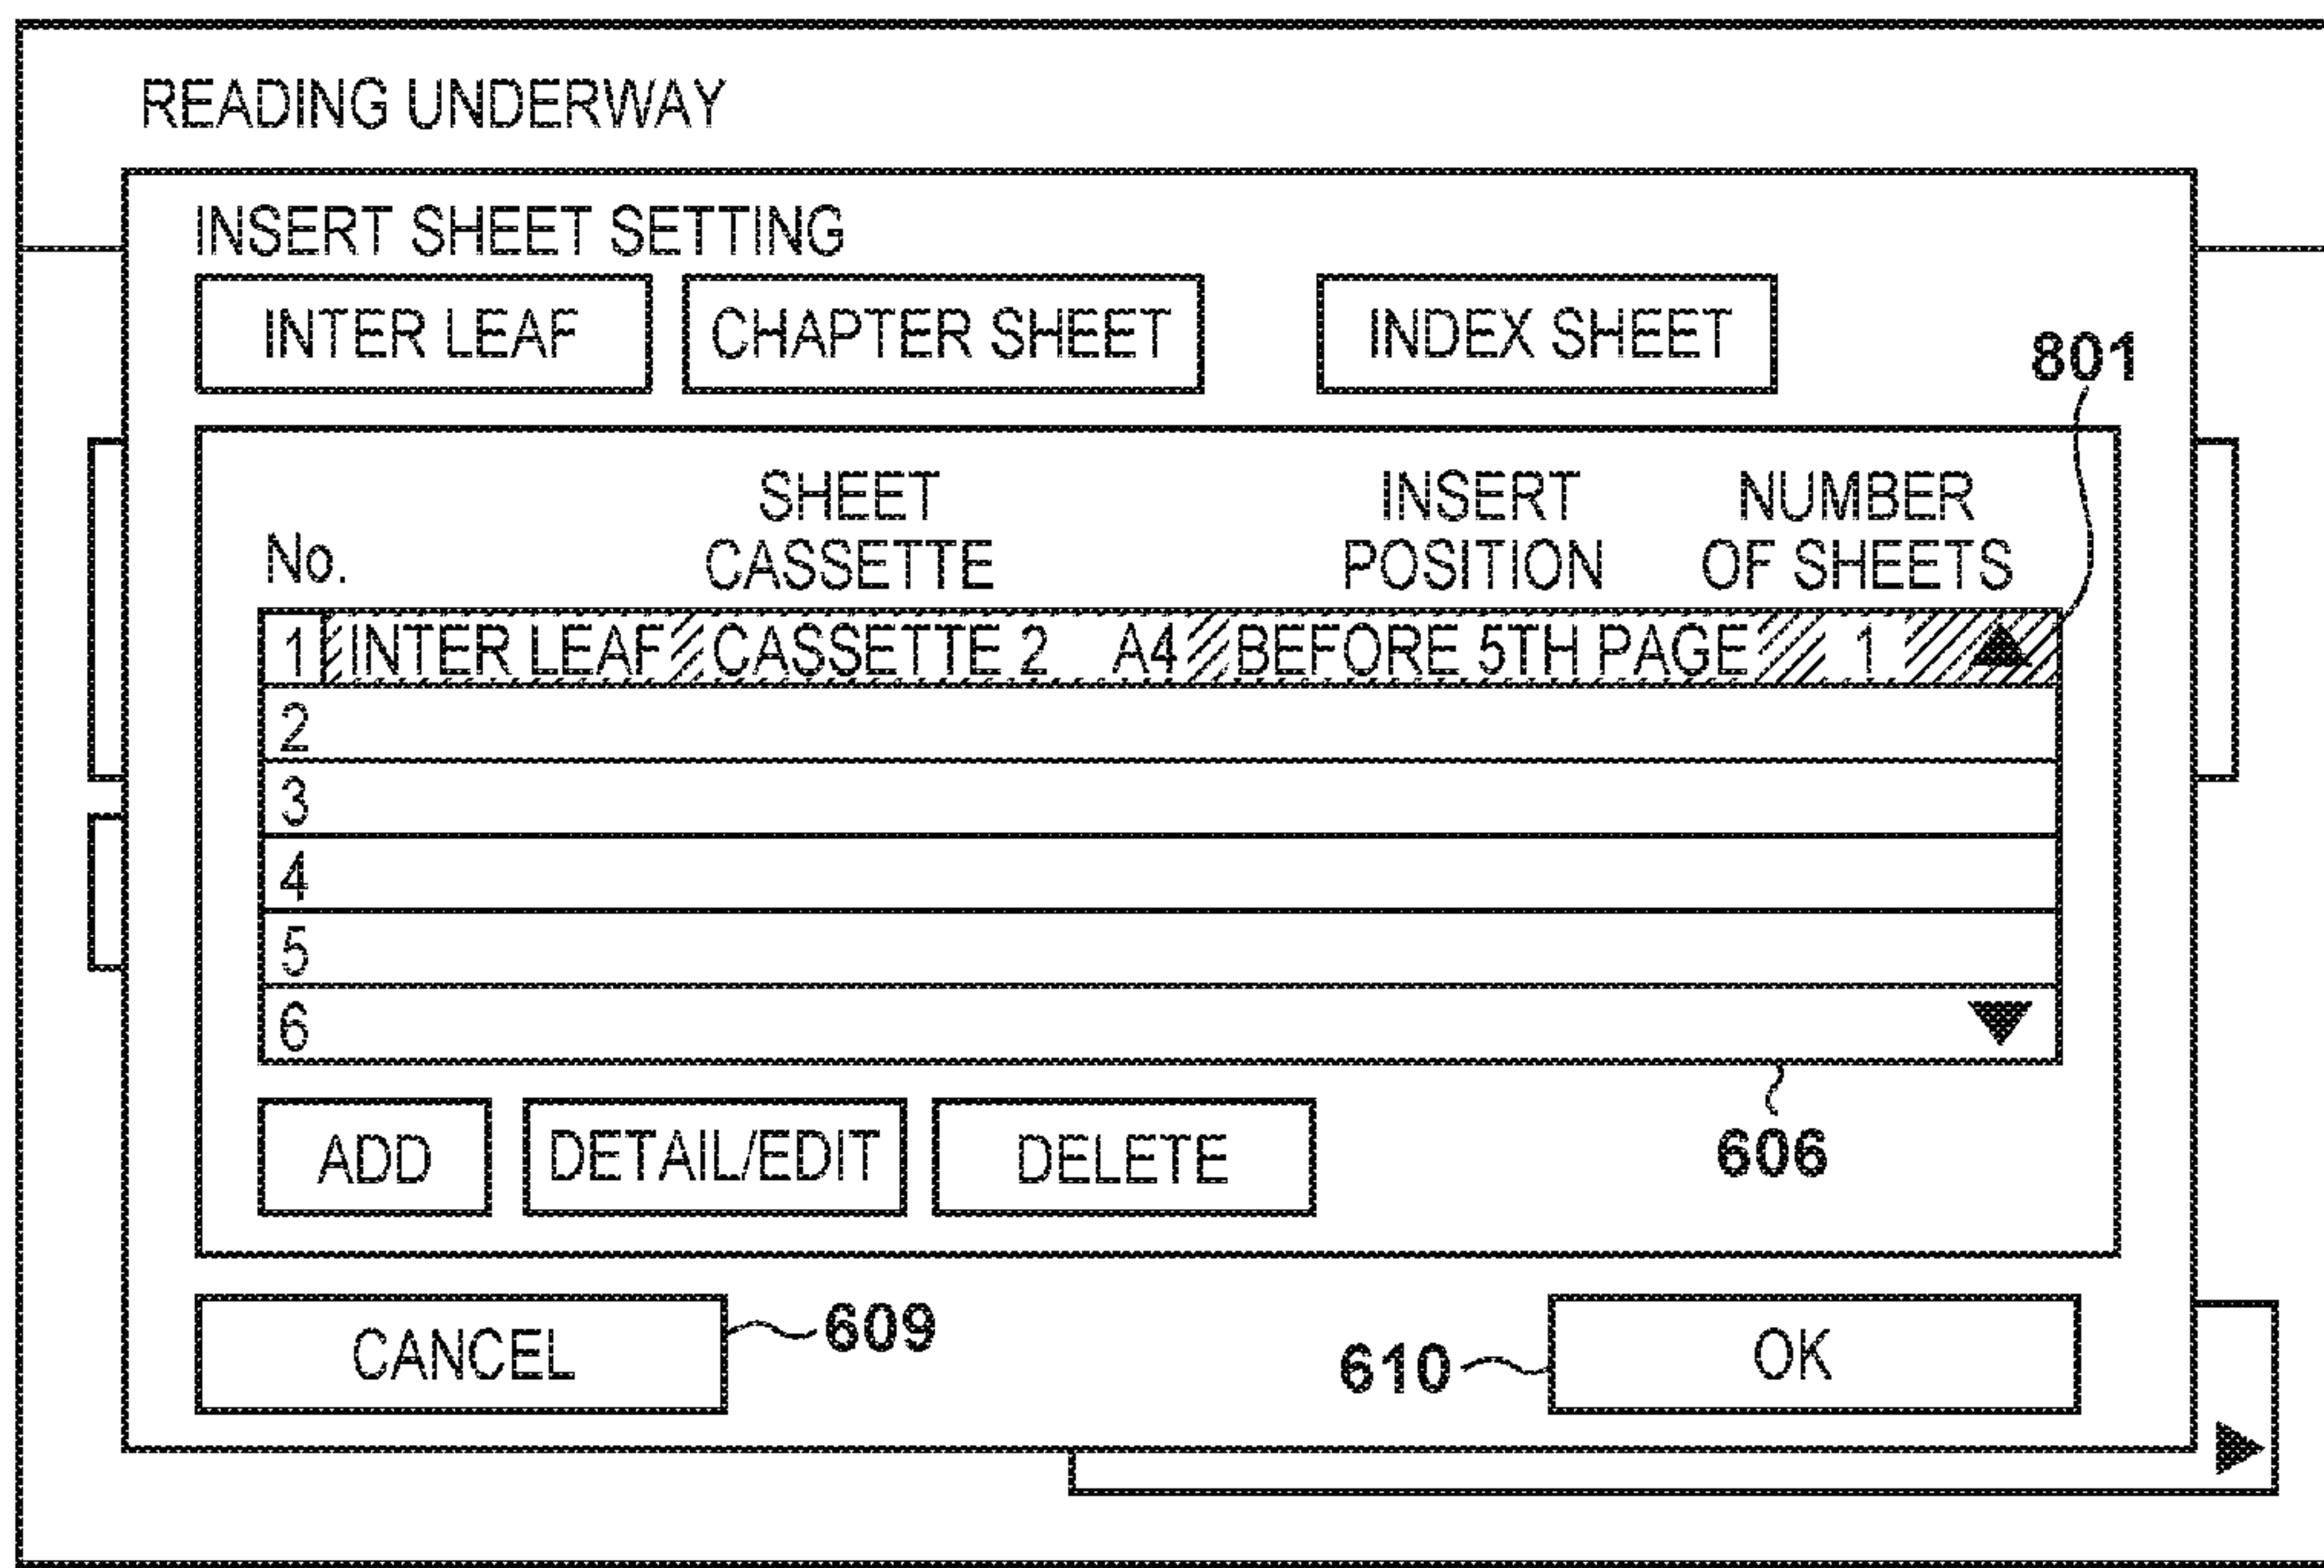 READING UNDERWAY
INSERT SHEET SETTING
INTER LEAF CHAPTER SHEET INDEX SHEET
801
SHEET INSERT NUMBER
No. CASSETTE POSITION OF SHEETS
1 INTER LEAF CASSETTE 2 A4 BEFORE 5TH PAGE 1
2
3
4
5
6
ADD DETAIL/EDIT DELETE 606
CANCEL 609 610 OK